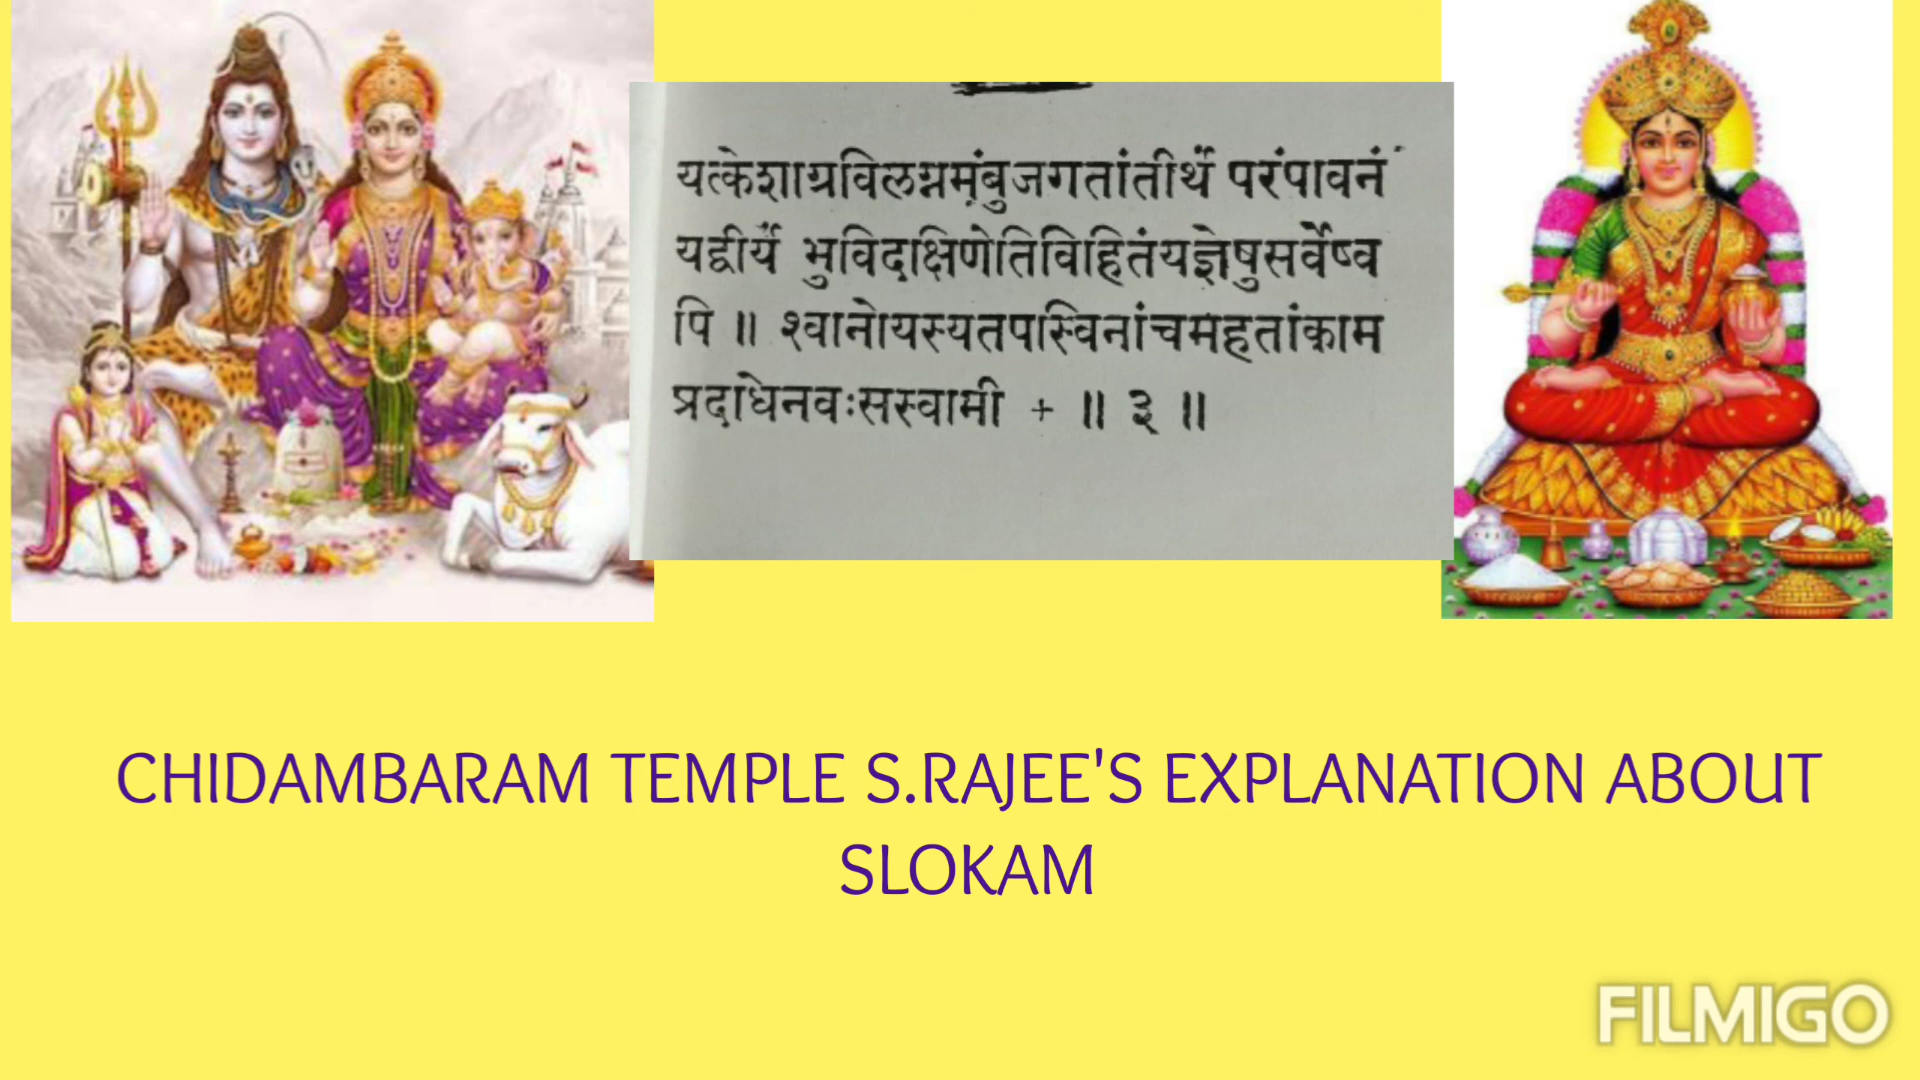 यत्केशाग्रविलग्नमंबुजगतांतीर्थं परंपावनं
यद्वीर्यं भुविदक्षिणेतिविहितंयज्ञेषुसर्वेष्व
पि ॥ श्वानोयस्यतपस्विनांचमहतांकाम
प्रदाधेनवःसस्वामी + ॥ ३ ॥
CHIDAMBARAM TEMPLE S.RAJEE'S EXPLANATION ABOUT
SLOKAM
FILMIGO